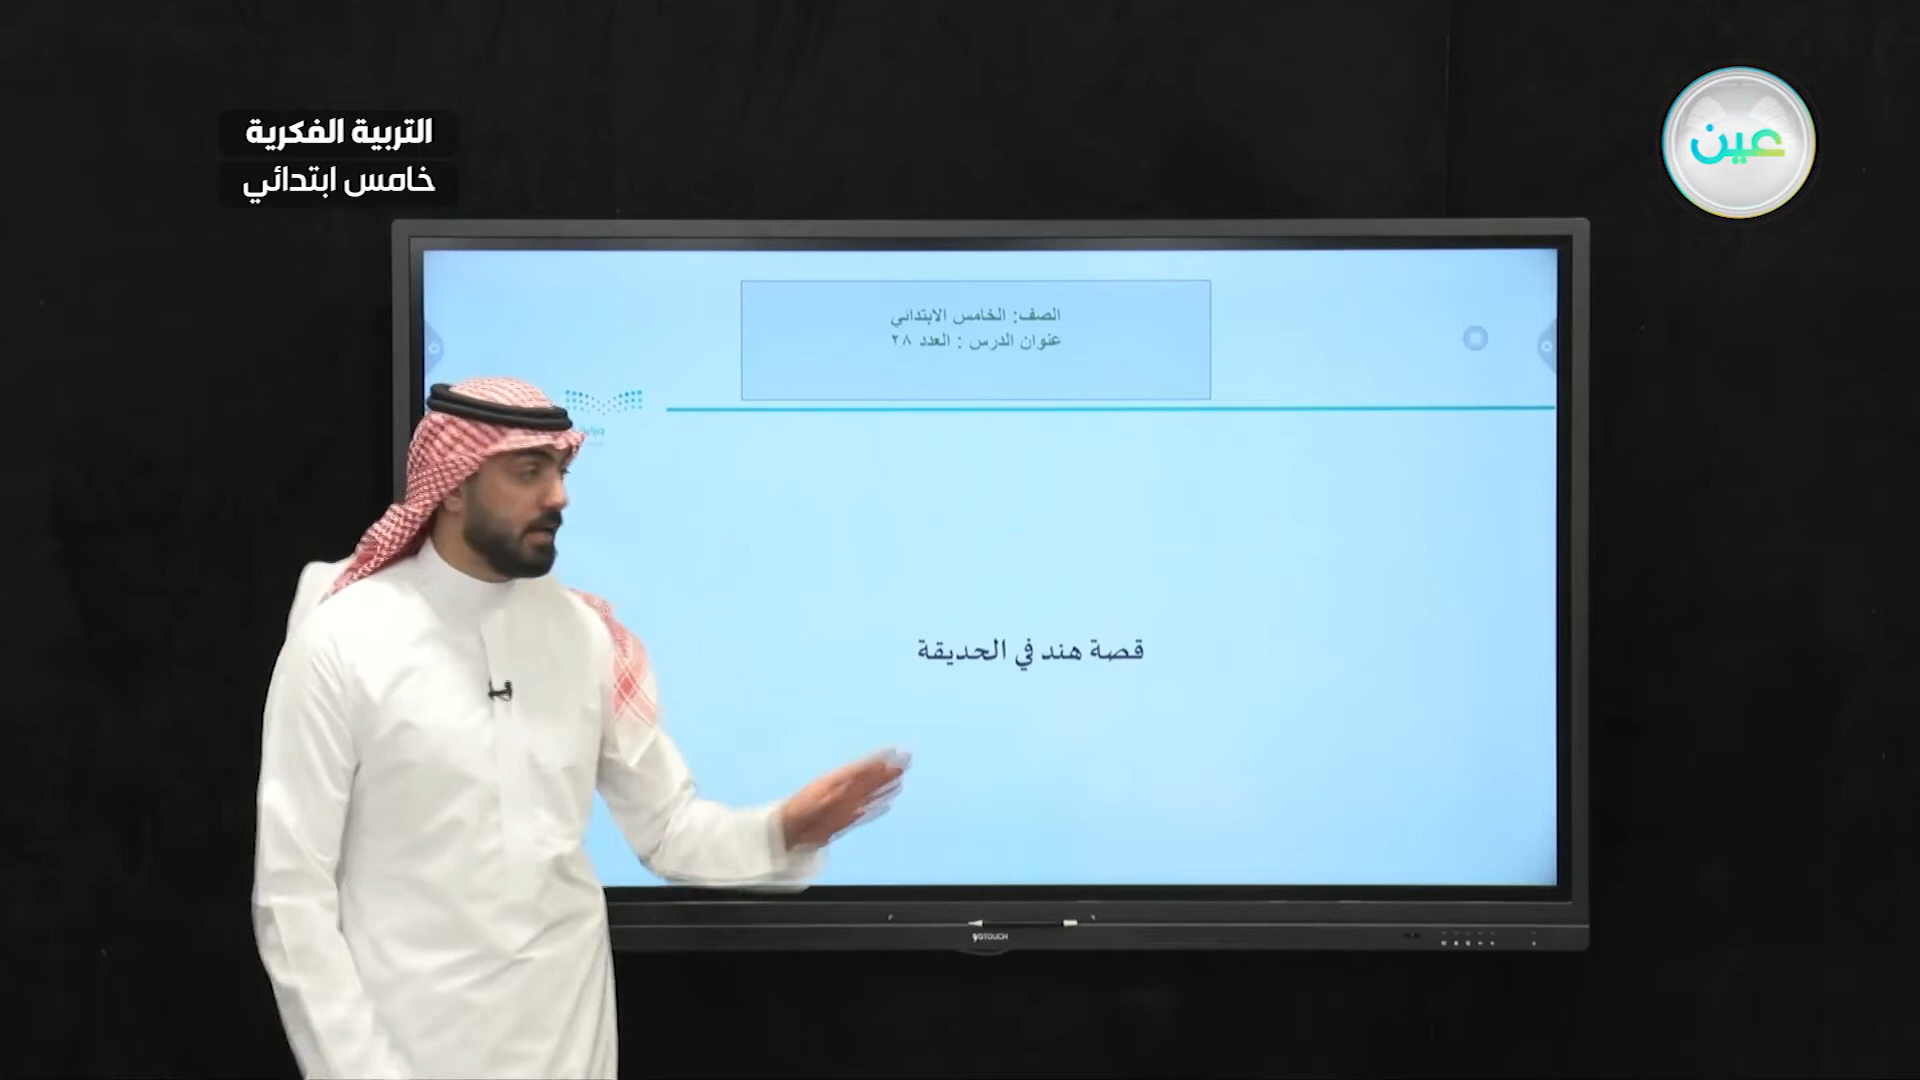 التربية الفكرية
خامس ابتدائي
عين
الصف: الخامس الابتدائي
عنوان الدرس : العدد ٢٨
قصة هند في الحديقة